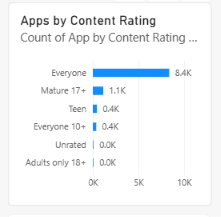 Apps by Content Rating
Count of App by Content Rating ...
Everyone 8.4K
Mature 17+ 1.1K
Teen 0.4K
Everyone 10+ 0.4K
Unrated 0.0K
Adults only 18+ 0.0K
0K 5K 10K